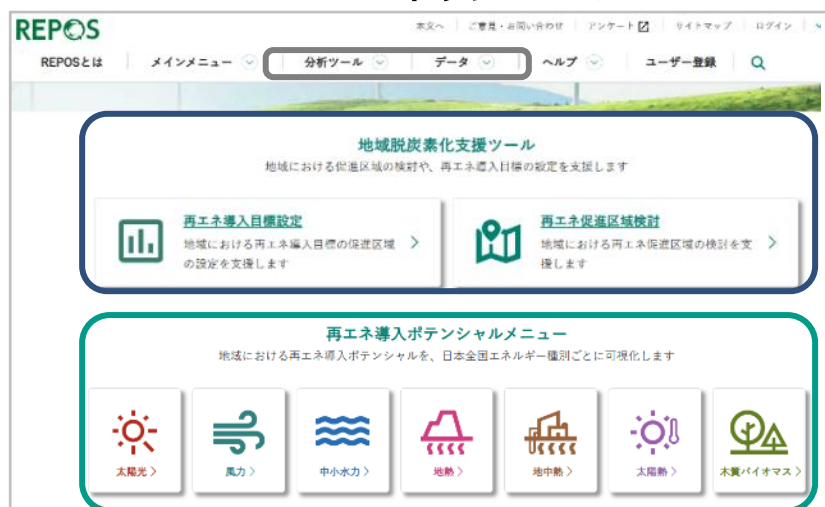 REPOS
本文へ ご意見・お問い合わせ アンケート サイトマップ ログイン
REPOSとは メインメニュー 分析ツール データ ヘルプ ユーザー登録
地域脱炭素化支援ツール
地域における促進区域の検討や、再エネ導入目標の設定を支援します
再エネ導入目標設定
地域における再エネ導入目標の促進区域
の設定を支援します
再エネ促進区域検討
地域における再エネ促進区域の検討を支
援します
再エネ導入ポテンシャルメニュー
地域における再エネ導入ポテンシャルを、日本全国エネルギー種別ごとに可視化します
太陽光
風力
中小水力
地熱
地中熱
太陽熱
木質バイオマス